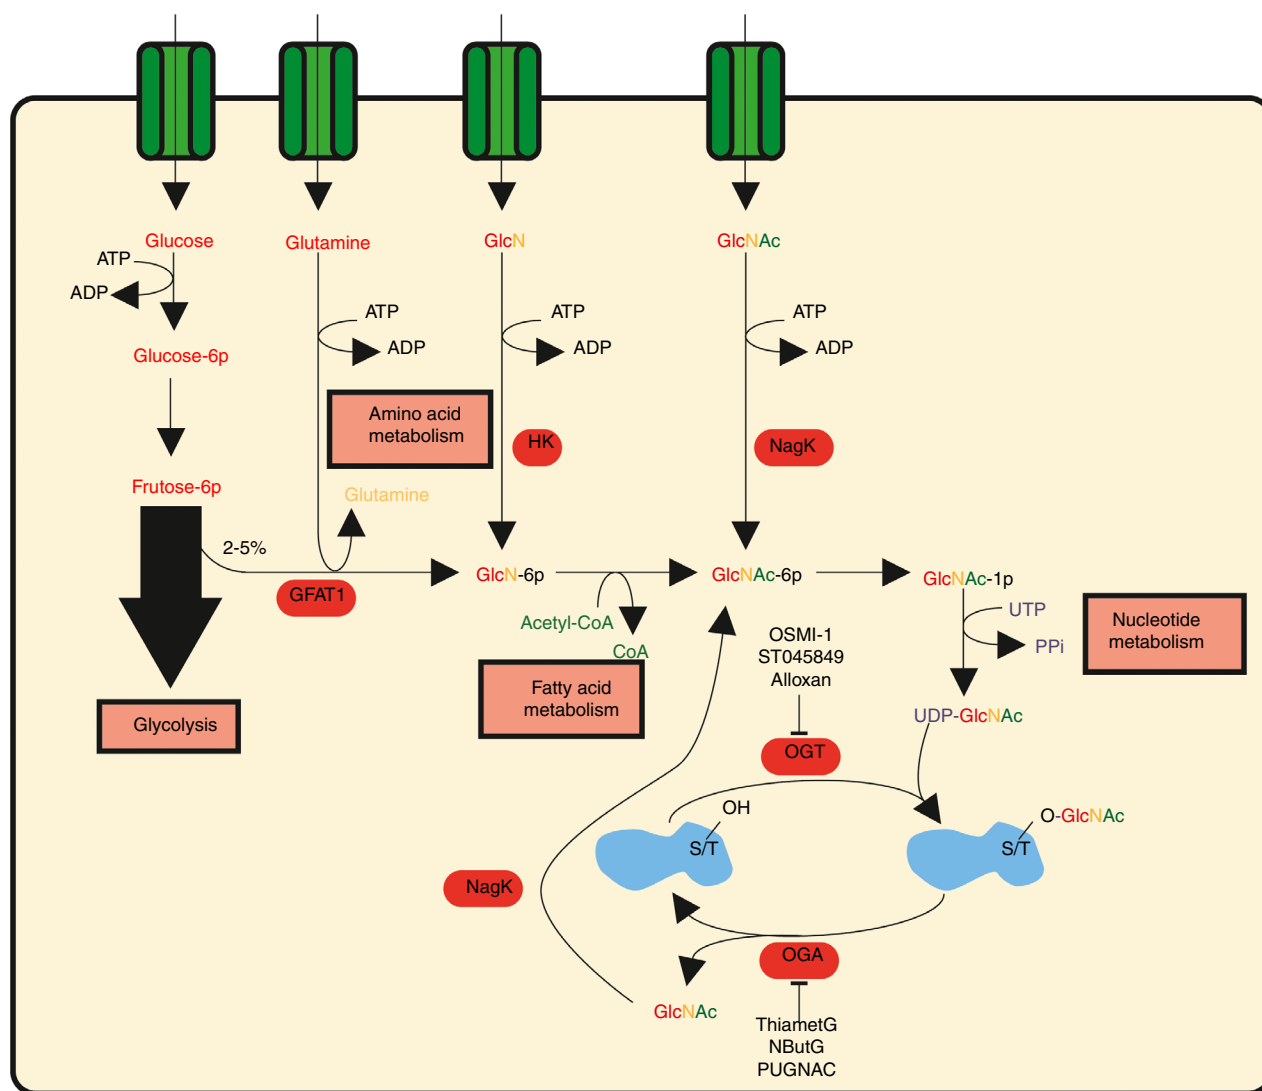 Glucose
Glutamine
GlcN
GlcNAc
ATP
ADP
ATP
ADP
ATP
ADP
ATP
ADP
Glucose-6p
Amino acid
metabolism
HK
NagK
Frutose-6p
Glutamine
2-5%
GFAT1
GlcN-6p
GlcNAc-6p
GlcNAc-1p
Acetyl-CoA
CoA
UTP
PPi
Nucleotide
metabolism
OSMI-1
ST045849
Alloxan
Fatty acid
metabolism
Glycolysis
UDP-GlcNAc
OGT
OH
S/T
O-GlcNAc
S/T
NagK
OGA
GlcNAc
ThiametG
NButG
PUGNAC